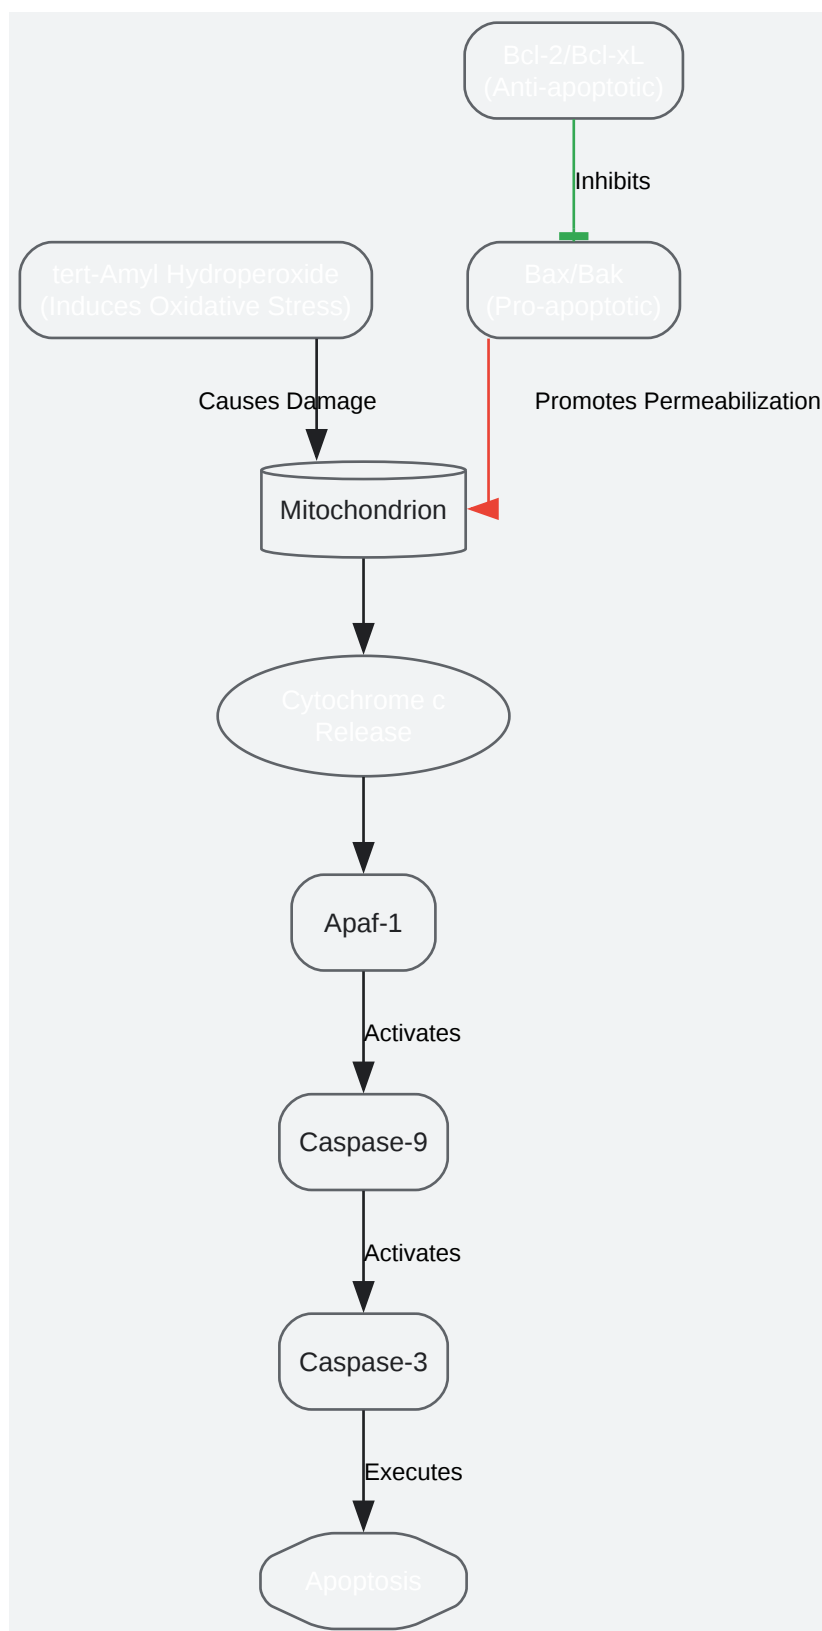 Bcl-2/Bcl-xL
(Anti-apoptotic)
Inhibits
tert-Amyl Hydroperoxide
(Induces Oxidative Stress)
Bax/Bak
(Pro-apoptotic)
Causes Damage
Promotes Permeabilization
Mitochondrion
Cytochrome c
Release
Apaf-1
Activates
Caspase-9
Activates
Caspase-3
Executes
Apoptosis